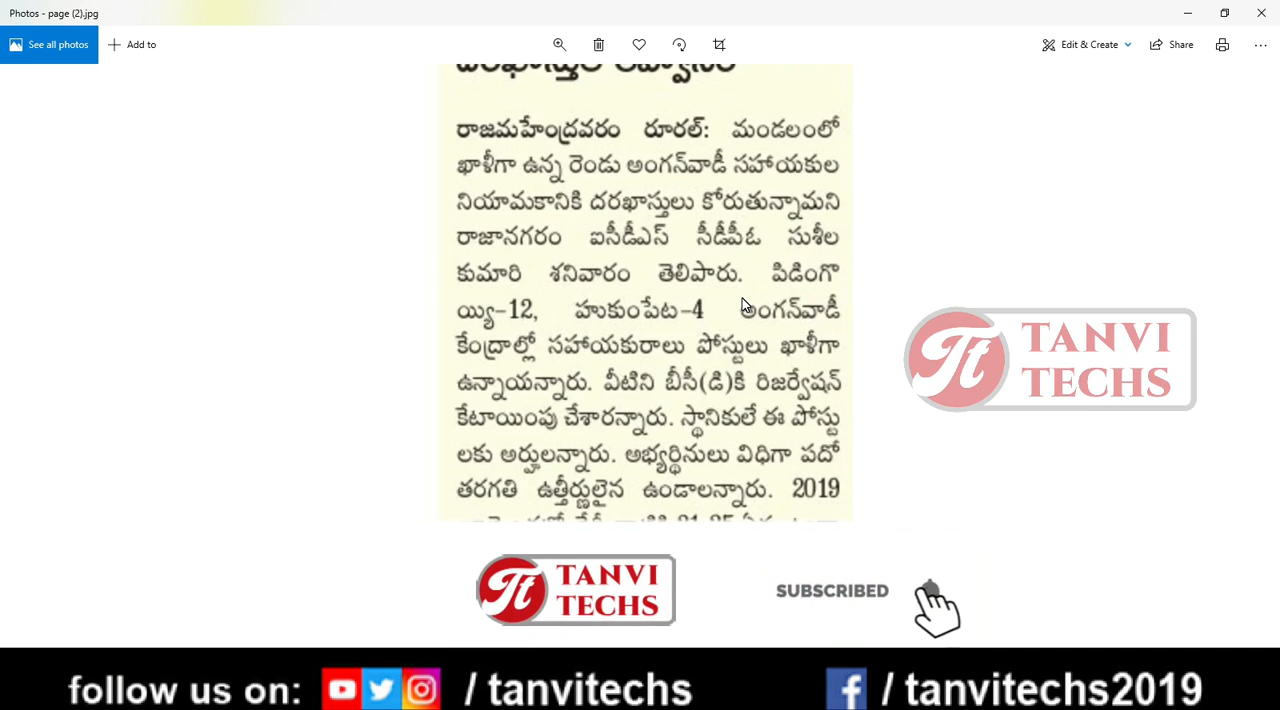 Photos - page (2).jpg
See all photos
Add to
Edit & Create
Share
దరఖాస్తుల ఆహ్వానం
రాజమహేంద్రవరం రూరల్: మండలంలో
ఖాళీగా ఉన్న రెండు అంగన్‌వాడీ సహాయకుల
నియామకానికి దరఖాస్తులు కోరుతున్నామని
రాజానగరం ఐసీడీఎస్ సీడీపీఓ సుశీల
కుమారి శనివారం తెలిపారు. పిడింగొ
య్యి-12, హుకుంపేట-4 అంగన్‌వాడీ
కేంద్రాల్లో సహాయకురాలు పోస్టులు ఖాళీగా
ఉన్నాయన్నారు. వీటిని బీసీ(డి)కి రిజర్వేషన్
కేటాయింపు చేశారన్నారు. స్థానికులే ఈ పోస్టు
లకు అర్హులన్నారు. అభ్యర్థినులు విధిగా పదో
తరగతి ఉత్తీర్ణులైన ఉండాలన్నారు. 2019
TANVI
TECHS
TANVI
TECHS
SUBSCRIBED
follow us on: / tanvitechs / tanvitechs2019